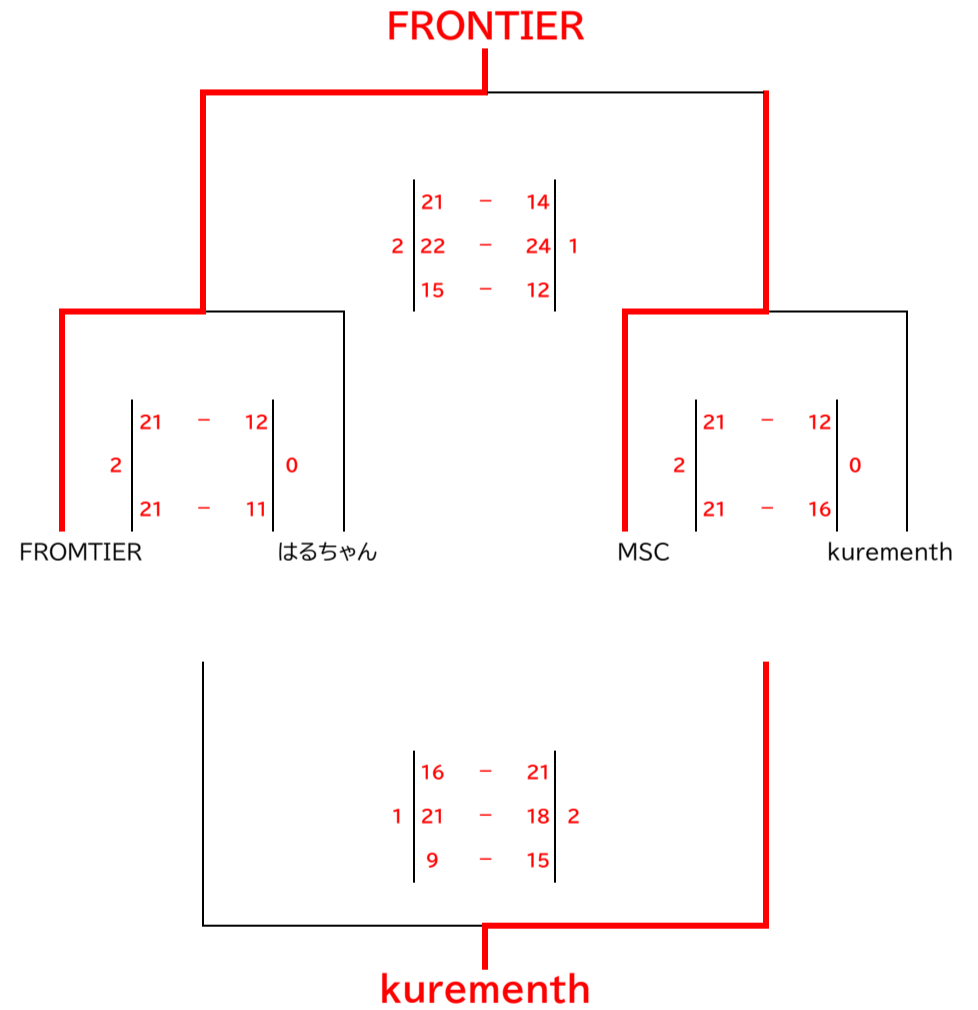 FRONTIER
21 - 14
2 22 - 24 1
15 - 12
21 - 12 21 - 12
2 0 2 0
21 - 11 21 - 16
FROMTIER はるちゃん MSC kurementh
16 - 21
1 21 - 18 2
9 - 15
kurementh